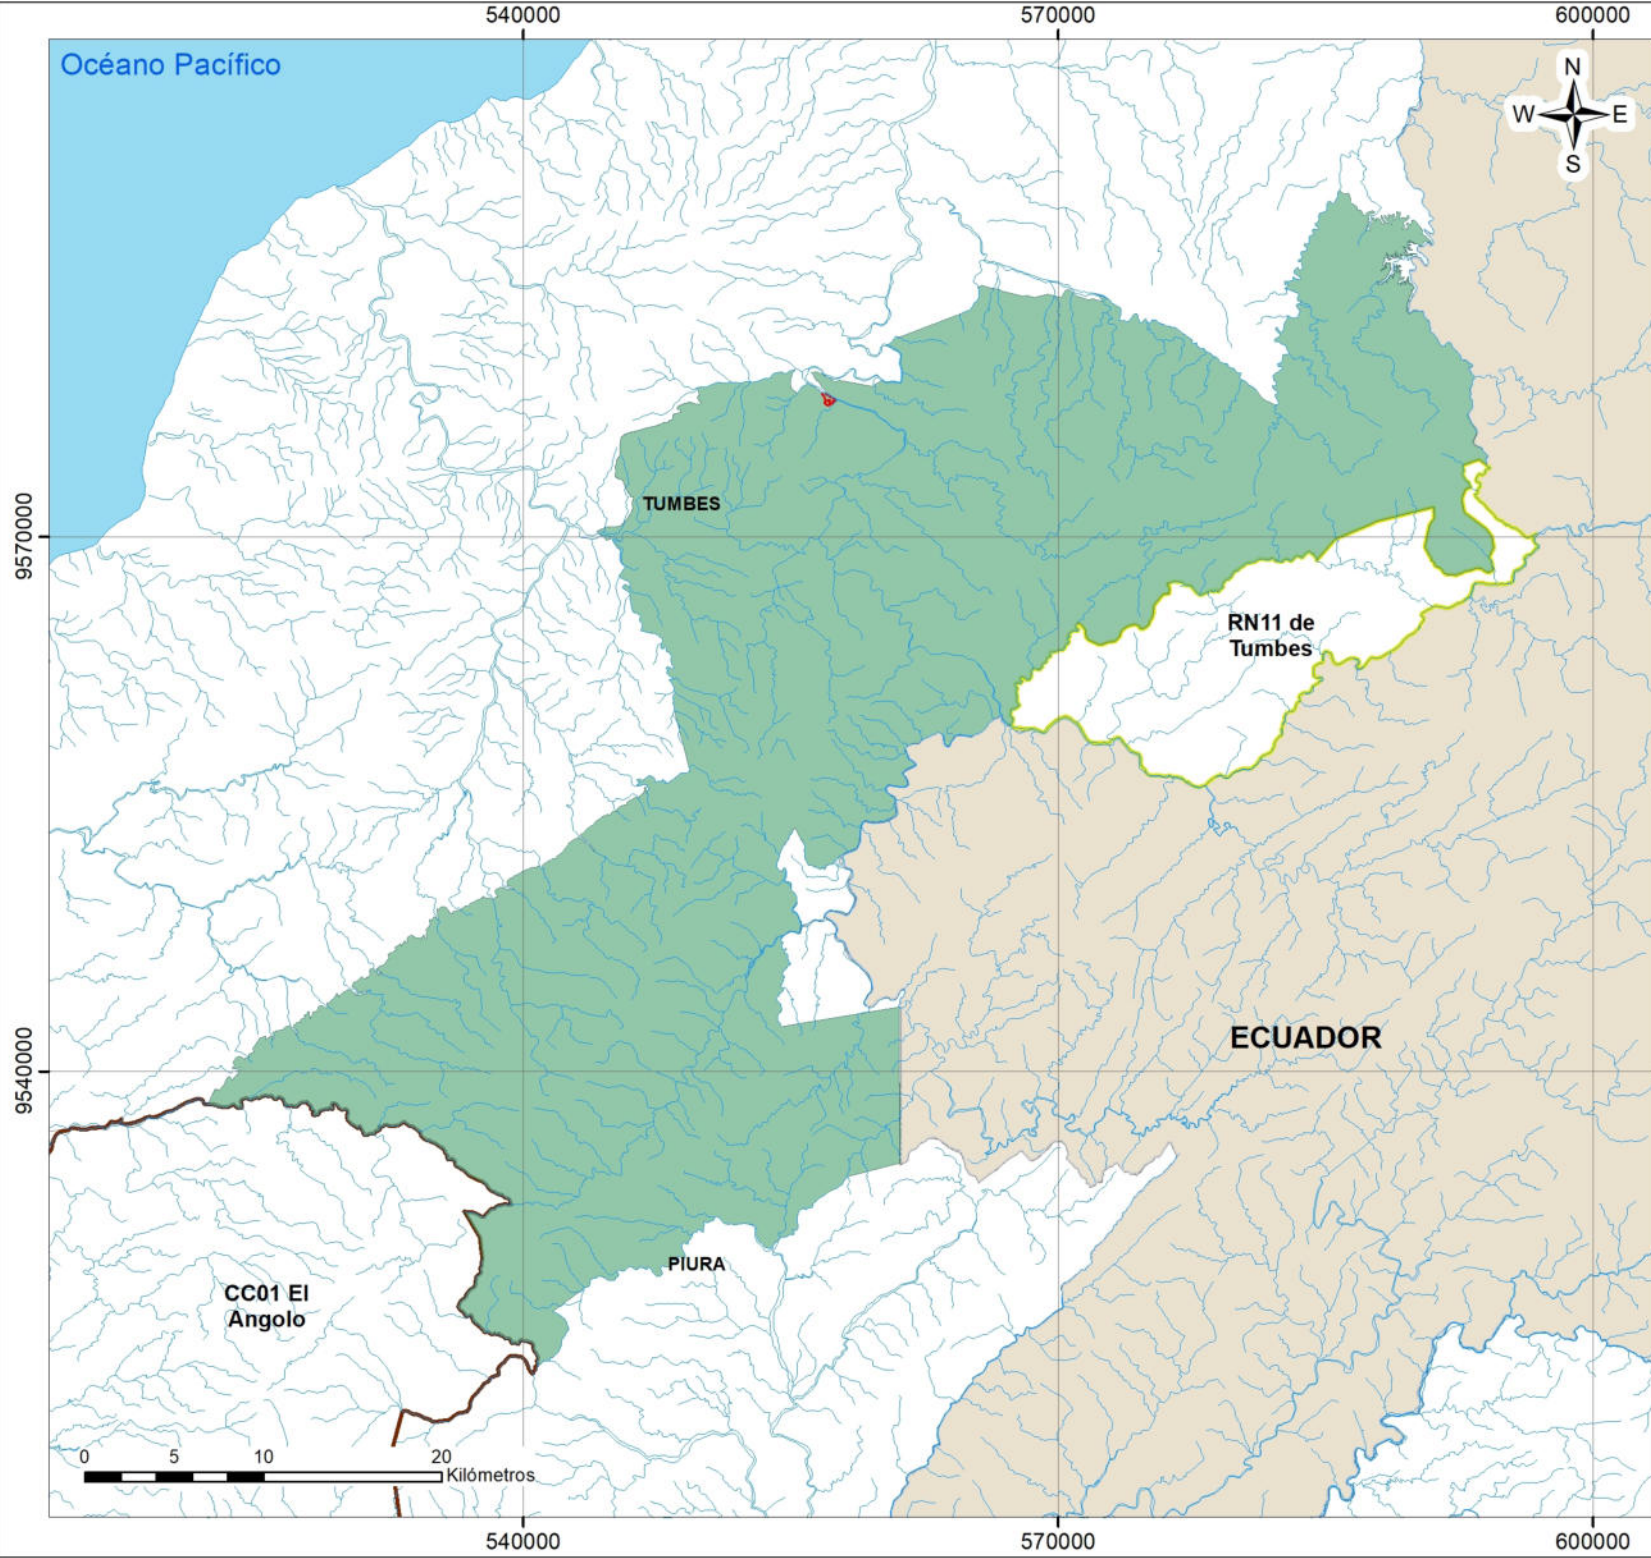 540000
570000
600000
Océano Pacífico
N
W
E
S
TUMBES
9570000
RN11 de
Tumbes
ECUADOR
9540000
PIURA
CC01 El
Angolo
0
5
10
20
Kilómetros
540000
570000
600000